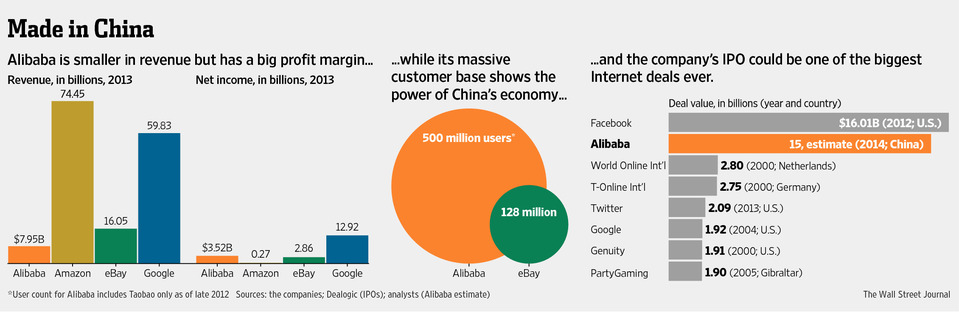 Made in China
Alibaba is smaller in revenue but has a big profit margin...
Revenue, in billions, 2013
$7.95B
74.45
16.05
59.83
Alibaba Amazon eBay Google
Net income, in billions, 2013
$3.52B
0.27
2.86
12.92
Alibaba Amazon eBay Google
...while its massive
customer base shows the
power of China's economy...
500 million users*
128 million
Alibaba eBay
...and the company's IPO could be one of the biggest
Internet deals ever.
Deal value, in billions (year and country)
Facebook $16.01B (2012; U.S.)
Alibaba 15, estimate (2014; China)
World Online Int'l 2.80 (2000; Netherlands)
T-Online Int'l 2.75 (2000; Germany)
Twitter 2.09 (2013; U.S.)
Google 1.92 (2004; U.S.)
Genuity 1.91 (2000; U.S.)
PartyGaming 1.90 (2005; Gibraltar)
*User count for Alibaba includes Taobao only as of late 2012 Sources: the companies; Dealogic (IPOs); analysts (Alibaba estimate)
The Wall Street Journal